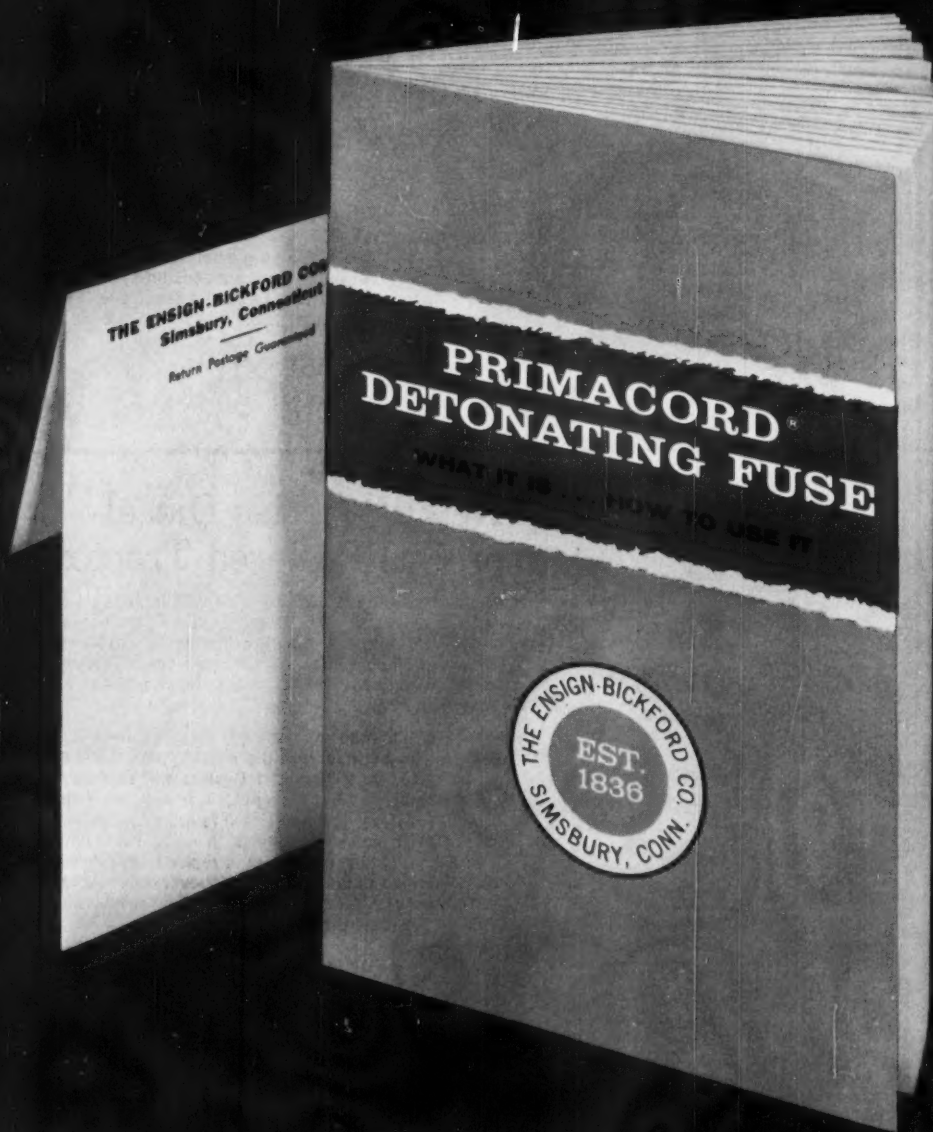 THE ENSIGN-BICKFORD
Simsbury, Connecticut
Return Postage Guaranteed
PRIMACORD®
DETONATING FUSE
WHAT IT IS . . . HOW TO USE IT
THE ENSIGN-BICKFORD CO.
EST.
1836
SIMSBURY, CONN.